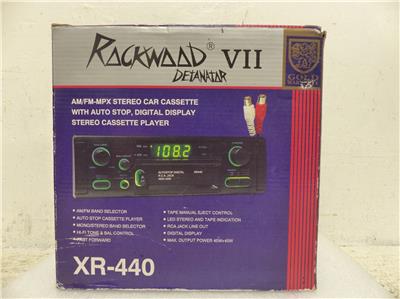 ROCKWOOD® VII
DETANATOR
GOLD
AM/FM-MPX STEREO CAR CASSETTE
WITH AUTO STOP, DIGITAL DISPLAY
STEREO CASSETTE PLAYER
108.2
• AM/FM BAND SELECTOR
• AUTO STOP CASSETTE PLAYER
• MONO/STEREO BAND SELECTOR
• HI-FI TONE & BAL CONTROL
• FAST FORWARD
• TAPE MANUAL EJECT CONTROL
• LED STEREO AND TAPE INDICATION
• RCA JACK LINE OUT
• DIGITAL DISPLAY
• MAX. OUTPUT POWER 40W+40W
XR-440